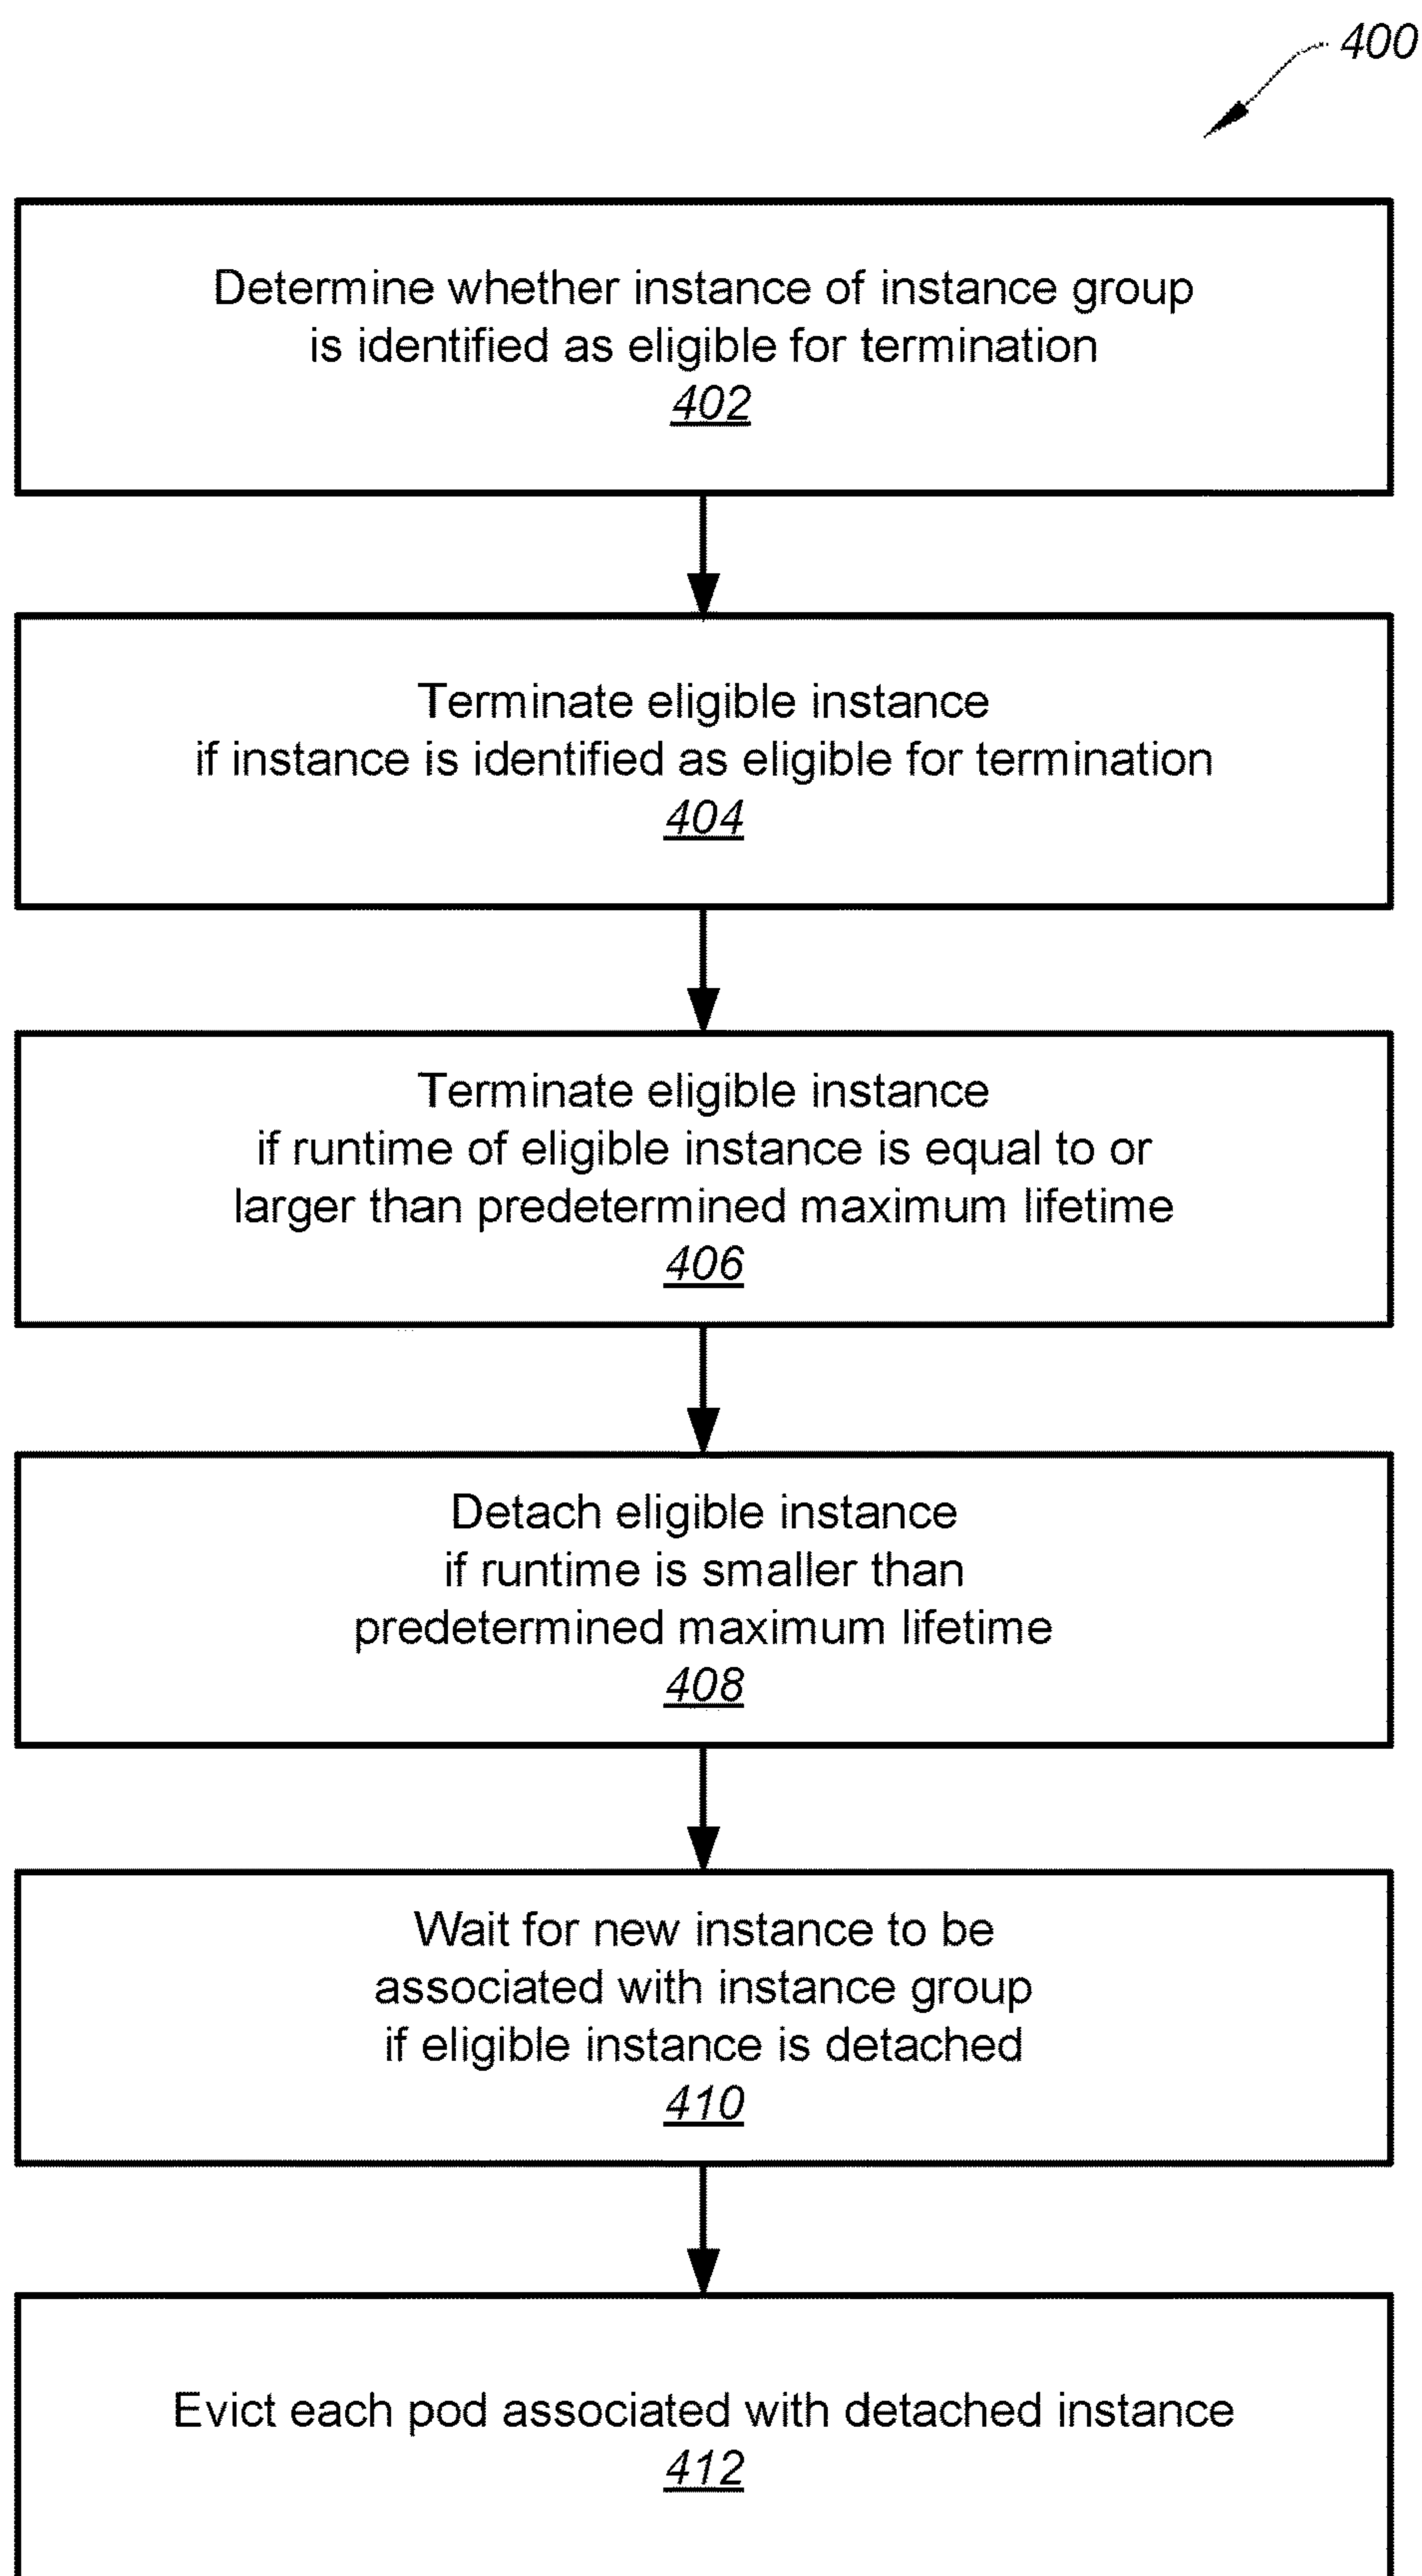 400
Determine whether instance of instance group
is identified as eligible for termination
402
Terminate eligible instance
if instance is identified as eligible for termination
404
Terminate eligible instance
if runtime of eligible instance is equal to or
larger than predetermined maximum lifetime
406
Detach eligible instance
if runtime is smaller than
predetermined maximum lifetime
408
Wait for new instance to be
associated with instance group
if eligible instance is detached
410
Evict each pod associated with detached instance
412